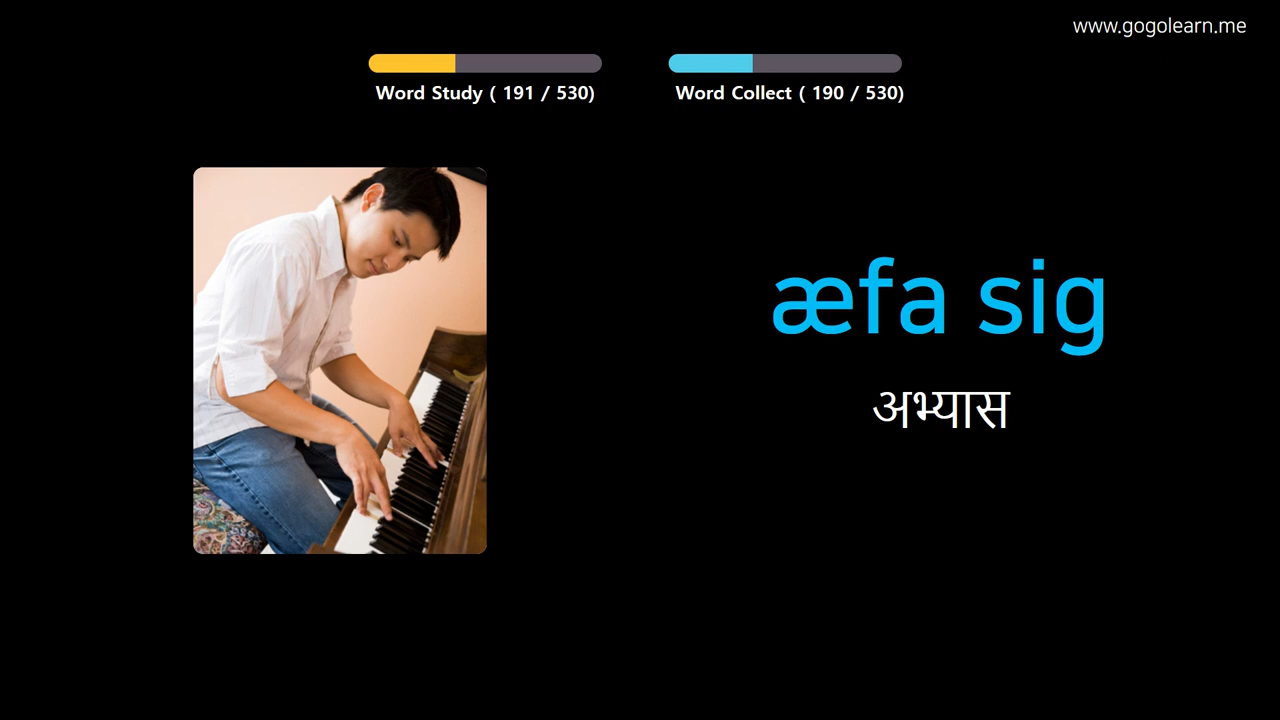 www.gogolearn.me
Word Study ( 191 / 530)
Word Collect ( 190 / 530)
æfa sig
अभ्यास